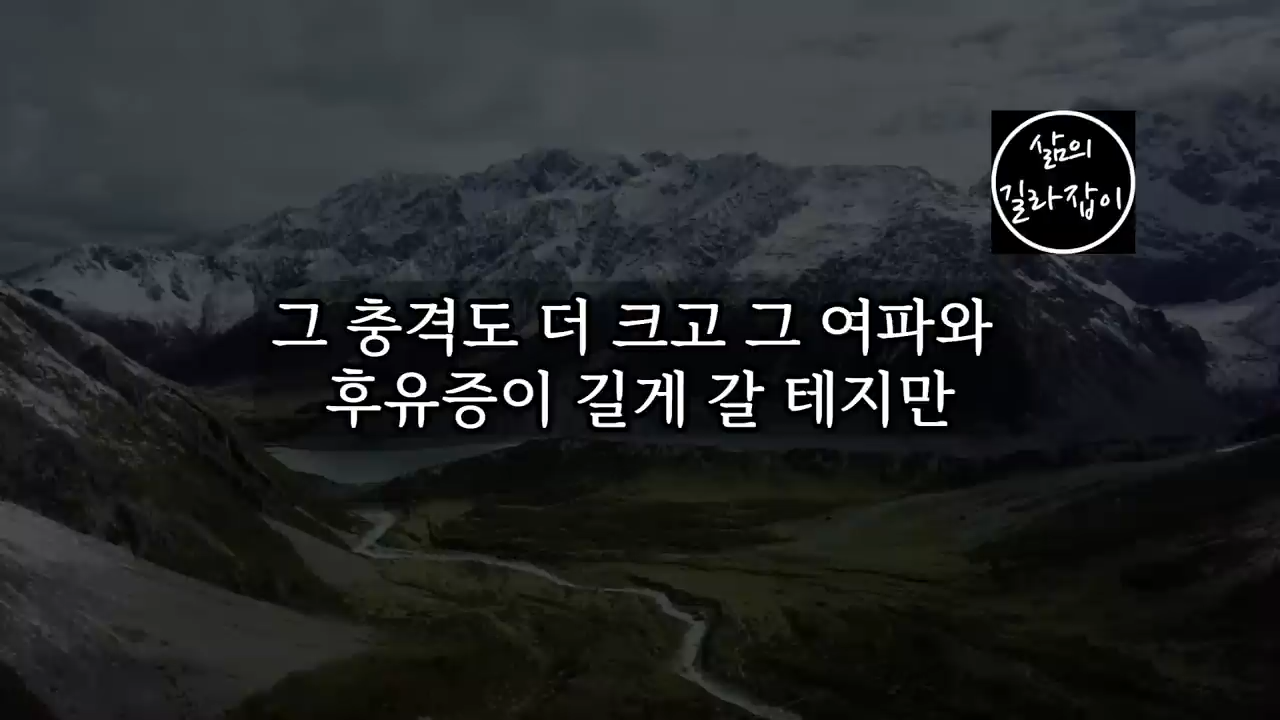 삶의
길라잡이
그 충격도 더 크고 그 여파와
후유증이 길게 갈 테지만